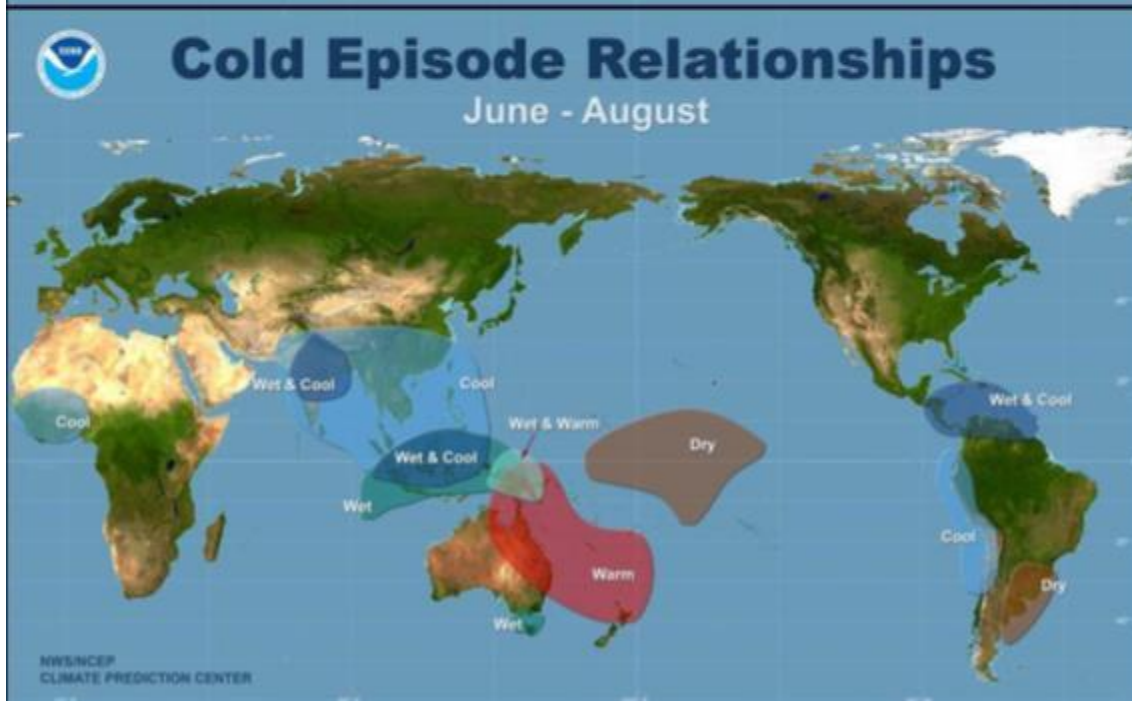 Cold Episode Relationships
June - August
Wet & Cool
Cool
Cool
Wet & Warm
Wet & Cool
Dry
Wet & Cool
Wet
Cool
Warm
Dry
Wet
NWS/NCEP
CLIMATE PREDICTION CENTER